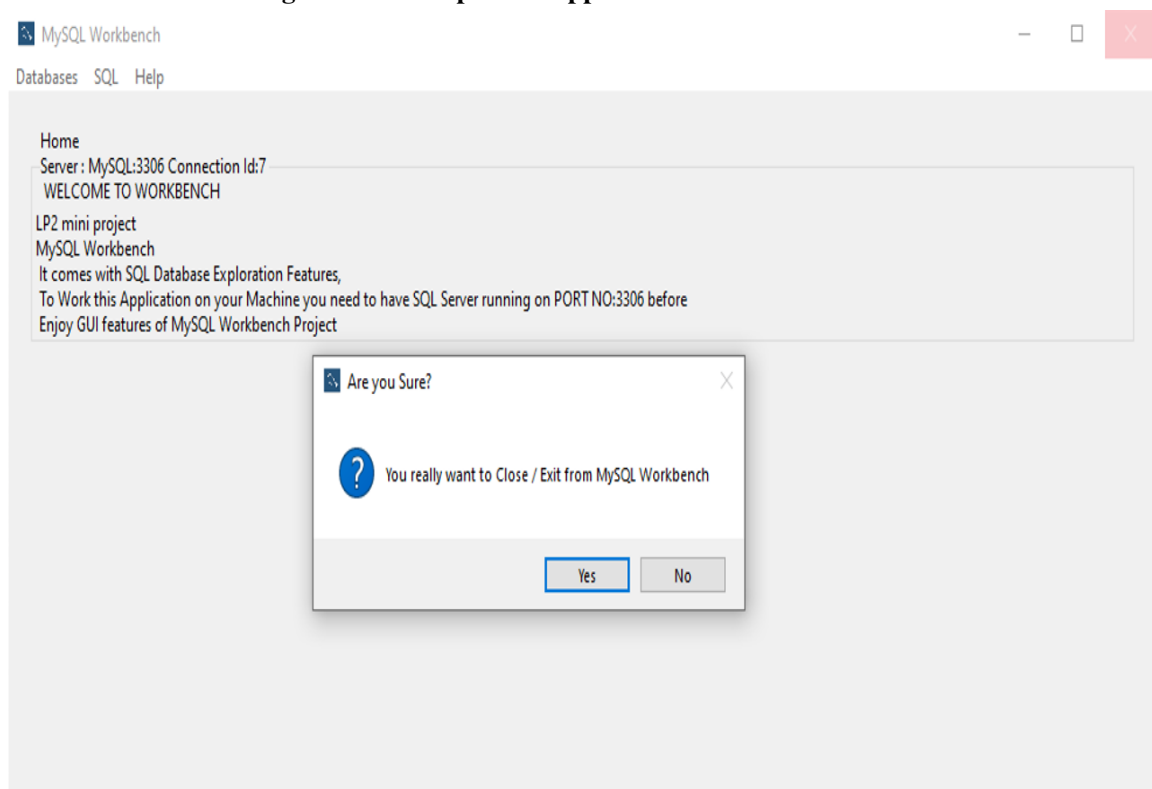 MySQL Workbench
Databases SQL Help
Home
Server : MySQL:3306 Connection Id:7
WELCOME TO WORKBENCH
LP2 mini project
MySQL Workbench
It comes with SQL Database Exploration Features,
To Work this Application on your Machine you need to have SQL Server running on PORT NO:3306 before
Enjoy GUI features of MySQL Workbench Project
Are you Sure?
You really want to Close / Exit from MySQL Workbench
Yes No